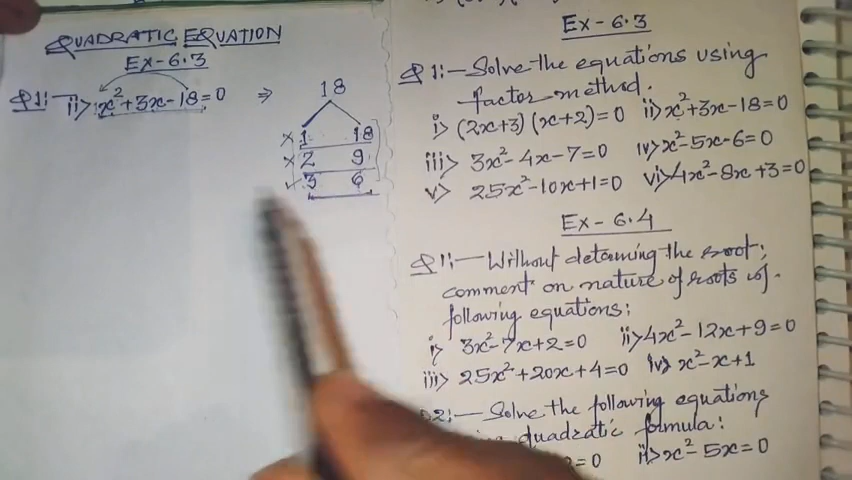 QUADRATIC EQUATION
Ex-6.3
Q1:- ii> x²+3x-18=0 ⇒ 18
× 1 18
× 2 9
✓ 3 6
Ex-6.3
Q1:- Solve the equations using
factor method.
i> (2x+3)(x+2)=0 ii> x²+3x-18=0
iii> 3x²-4x-7=0 iv> x²-5x-6=0
v> 25x²-10x+1=0 vi> 4x²-8x+3=0
Ex-6.4
Q1:- Without determing the root;
comment on nature of roots of
following equations:
i> 3x²-7x+2=0 ii> 4x²-12x+9=0
iii> 25x²+20x+4=0 iv> x²-x+1
2:- Solve the following equations
quadratic formula:
=0 ii> x²-5x=0